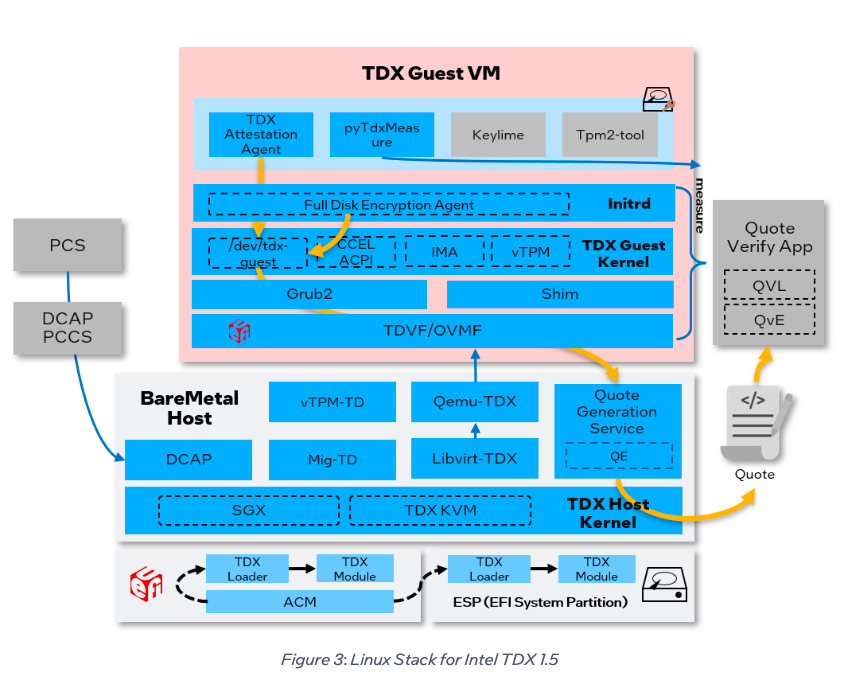 TDX Guest VM
TDX
Attestation
Agent
pyTdxMeas
ure
Keylime
Tpm2-tool
measure
Full Disk Encryption Agent
Initrd
/dev/tdx-
guest
CCEL
ACPI
IMA
vTPM
TDX Guest
Kernel
Grub2
Shim
TDVF/OVMF
PCS
DCAP
PCCS
Quote
Verify App
QVL
QvE
BareMetal
Host
vTPM-TD
Qemu-TDX
Quote
Generation
Service
QE
DCAP
Mig-TD
Libvirt-TDX
</>
Quote
SGX
TDX KVM
TDX Host
Kernel
TDX
Loader
TDX
Module
ACM
TDX
Loader
TDX
Module
ESP (EFI System Partition)
Figure 3: Linux Stack for Intel TDX 1.5